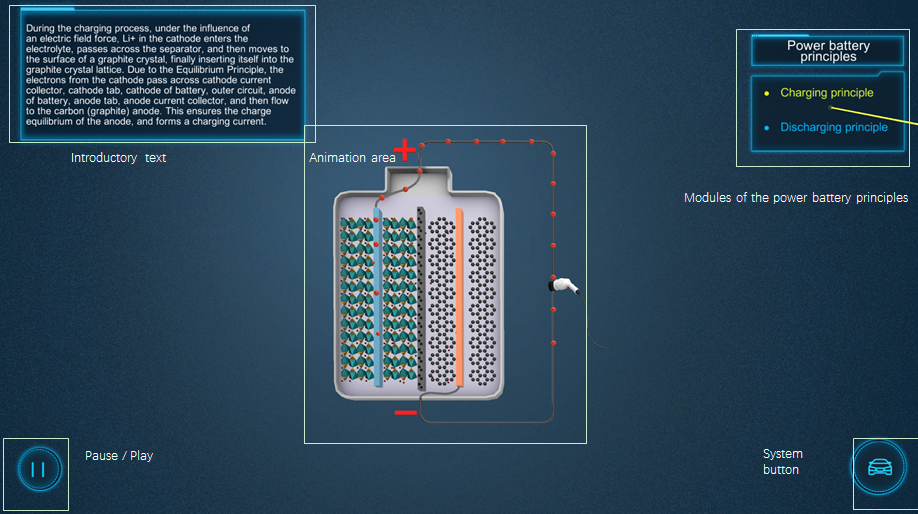 During the charging process, under the influence of
an electric field force, Li+ in the cathode enters the
electrolyte, passes across the separator, and then moves to
the surface of a graphite crystal, finally inserting itself into the
graphite crystal lattice. Due to the Equilibrium Principle, the
electrons from the cathode pass across cathode current
collector, cathode tab, cathode of battery, outer circuit, anode
of battery, anode tab, anode current collector, and then flow
to the carbon (graphite) anode. This ensures the charge
equilibrium of the anode, and forms a charging current.
Introductory text
Animation area
+
−
Power battery
principles
• Charging principle
• Discharging principle
Modules of the power battery principles
Pause / Play
System
button